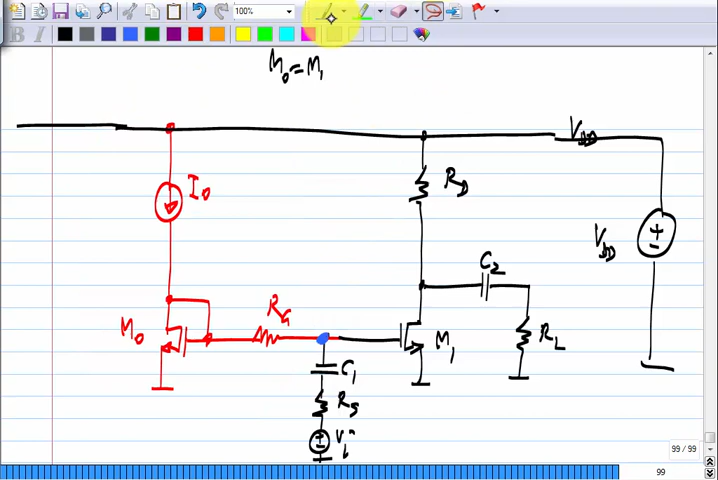 100%
B I
M0 = M1
VDD
I0
RD
VDD
C2
RG
M0
M1
RL
C1
RS
Vi
99 / 99
99